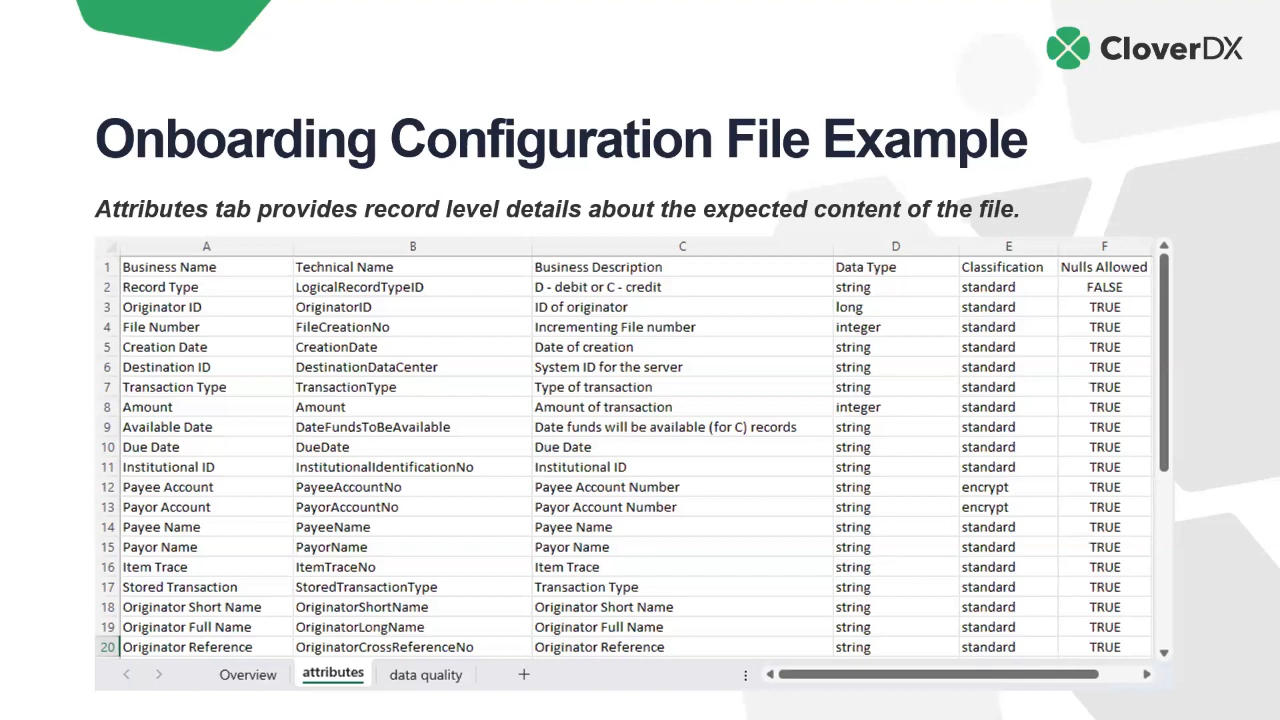 CloverDX
Onboarding Configuration File Example
Attributes tab provides record level details about the expected content of the file.
A B C D E F
1 Business Name Technical Name Business Description Data Type Classification Nulls Allowed
2 Record Type LogicalRecordTypeID D - debit or C - credit string standard FALSE
3 Originator ID OriginatorID ID of originator long standard TRUE
4 File Number FileCreationNo Incrementing File number integer standard TRUE
5 Creation Date CreationDate Date of creation string standard TRUE
6 Destination ID DestinationDataCenter System ID for the server string standard TRUE
7 Transaction Type TransactionType Type of transaction string standard TRUE
8 Amount Amount Amount of transaction integer standard TRUE
9 Available Date DateFundsToBeAvailable Date funds will be available (for C) records string standard TRUE
10 Due Date DueDate Due Date string standard TRUE
11 Institutional ID InstitutionalIdentificationNo Institutional ID string standard TRUE
12 Payee Account PayeeAccountNo Payee Account Number string encrypt TRUE
13 Payor Account PayorAccountNo Payor Account Number string encrypt TRUE
14 Payee Name PayeeName Payee Name string standard TRUE
15 Payor Name PayorName Payor Name string standard TRUE
16 Item Trace ItemTraceNo Item Trace string standard TRUE
17 Stored Transaction StoredTransactionType Transaction Type string standard TRUE
18 Originator Short Name OriginatorShortName Originator Short Name string standard TRUE
19 Originator Full Name OriginatorLongName Originator Full Name string standard TRUE
20 Originator Reference OriginatorCrossReferenceNo Originator Reference string standard TRUE
Overview attributes data quality +